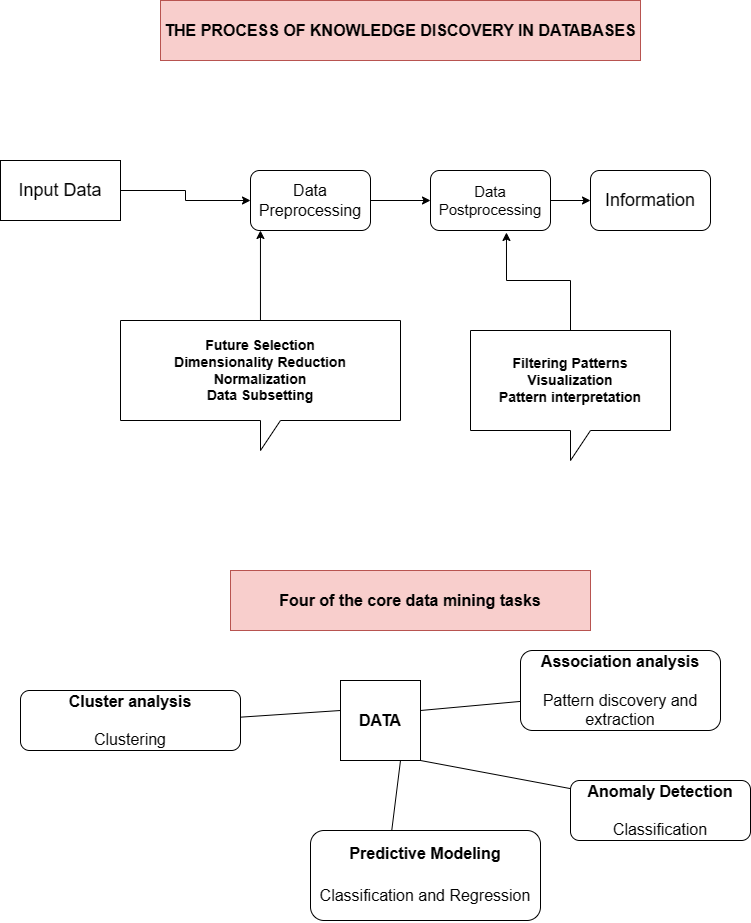 THE PROCESS OF KNOWLEDGE DISCOVERY IN DATABASES
Input Data
Data
Preprocessing
Data
Postprocessing
Information
Future Selection
Dimensionality Reduction
Normalization
Data Subsetting
Filtering Patterns
Visualization
Pattern interpretation
Four of the core data mining tasks
Cluster analysis
Clustering
DATA
Association analysis
Pattern discovery and
extraction
Anomaly Detection
Classification
Predictive Modeling
Classification and Regression